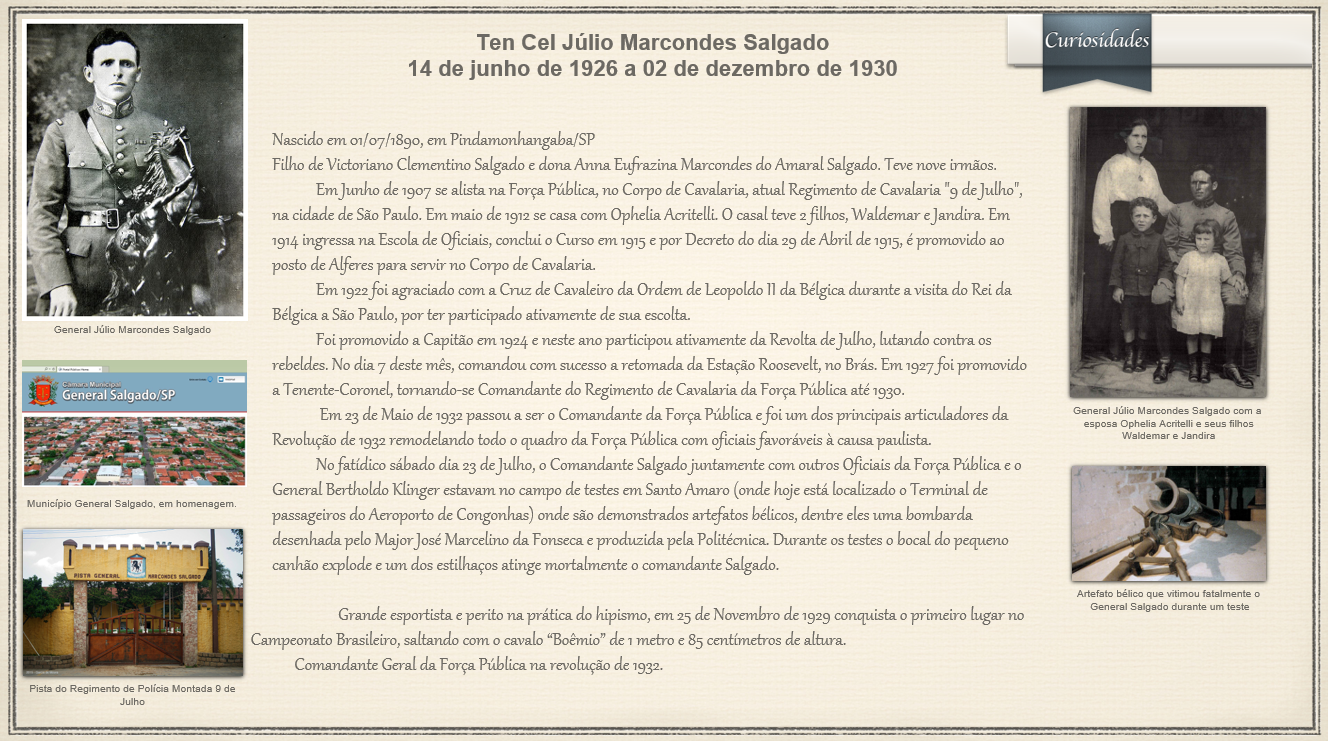 Ten Cel Júlio Marcondes Salgado
14 de junho de 1926 a 02 de dezembro de 1930
Curiosidades
Nascido em 01/07/1890, em Pindamonhangaba/SP
Filho de Victoriano Clementino Salgado e dona Anna Eufrazina Marcondes do Amaral Salgado. Teve nove irmãos.
Em Junho de 1907 se alista na Força Pública, no Corpo de Cavalaria, atual Regimento de Cavalaria "9 de Julho",
na cidade de São Paulo. Em maio de 1912 se casa com Ophelia Acritelli. O casal teve 2 filhos, Waldemar e Jandira. Em
1914 ingressa na Escola de Oficiais, conclui o Curso em 1915 e por Decreto do dia 29 de Abril de 1915, é promovido ao
posto de Alferes para servir no Corpo de Cavalaria.
Em 1922 foi agraciado com a Cruz de Cavaleiro da Ordem de Leopoldo II da Bélgica durante a visita do Rei da
Bélgica a São Paulo, por ter participado ativamente de sua escolta.
Foi promovido a Capitão em 1924 e neste ano participou ativamente da Revolta de Julho, lutando contra os
rebeldes. No dia 7 deste mês, comandou com sucesso a retomada da Estação Roosevelt, no Brás. Em 1927 foi promovido
a Tenente-Coronel, tornando-se Comandante do Regimento de Cavalaria da Força Pública até 1930.
Em 23 de Maio de 1932 passou a ser o Comandante da Força Pública e foi um dos principais articuladores da
Revolução de 1932 remodelando todo o quadro da Força Pública com oficiais favoráveis à causa paulista.
No fatídico sábado dia 23 de Julho, o Comandante Salgado juntamente com outros Oficiais da Força Pública e o
General Bertholdo Klinger estavam no campo de testes em Santo Amaro (onde hoje está localizado o Terminal de
passageiros do Aeroporto de Congonhas) onde são demonstrados artefatos bélicos, dentre eles uma bombarda
desenhada pelo Major José Marcelino da Fonseca e produzida pela Politécnica. Durante os testes o bocal do pequeno
canhão explode e um dos estilhaços atinge mortalmente o comandante Salgado.
Grande esportista e perito na prática do hipismo, em 25 de Novembro de 1929 conquista o primeiro lugar no
Campeonato Brasileiro, saltando com o cavalo “Boêmio” de 1 metro e 85 centímetros de altura.
Comandante Geral da Força Pública na revolução de 1932.
General Júlio Marcondes Salgado
Câmara Municipal
General Salgado/SP
Município General Salgado, em homenagem.
PISTA GENERAL MARCONDES SALGADO
Pista do Regimento de Polícia Montada 9 de
Julho
General Júlio Marcondes Salgado com a
esposa Ophelia Acritelli e seus filhos
Waldemar e Jandira
Artefato bélico que vitimou fatalmente o
General Salgado durante um teste